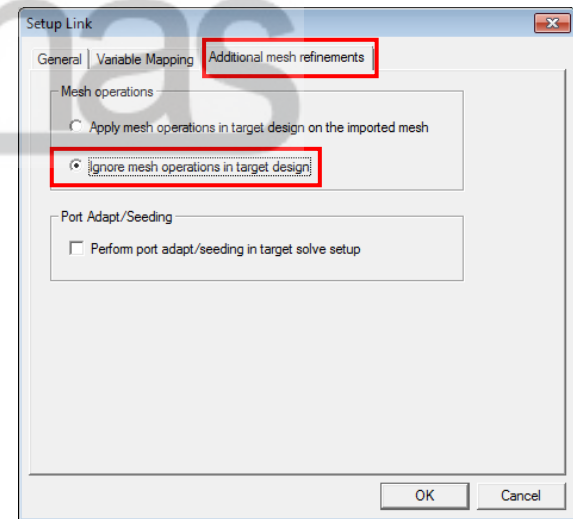 Setup Link
General
Variable Mapping
Additional mesh refinements
Mesh operations
Apply mesh operations in target design on the imported mesh
Ignore mesh operations in target design
Port Adapt/Seeding
Perform port adapt/seeding in target solve setup
OK
Cancel